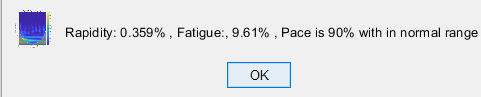 Rapidity: 0.359% , Fatigue:, 9.61% , Pace is 90% with in normal range
OK